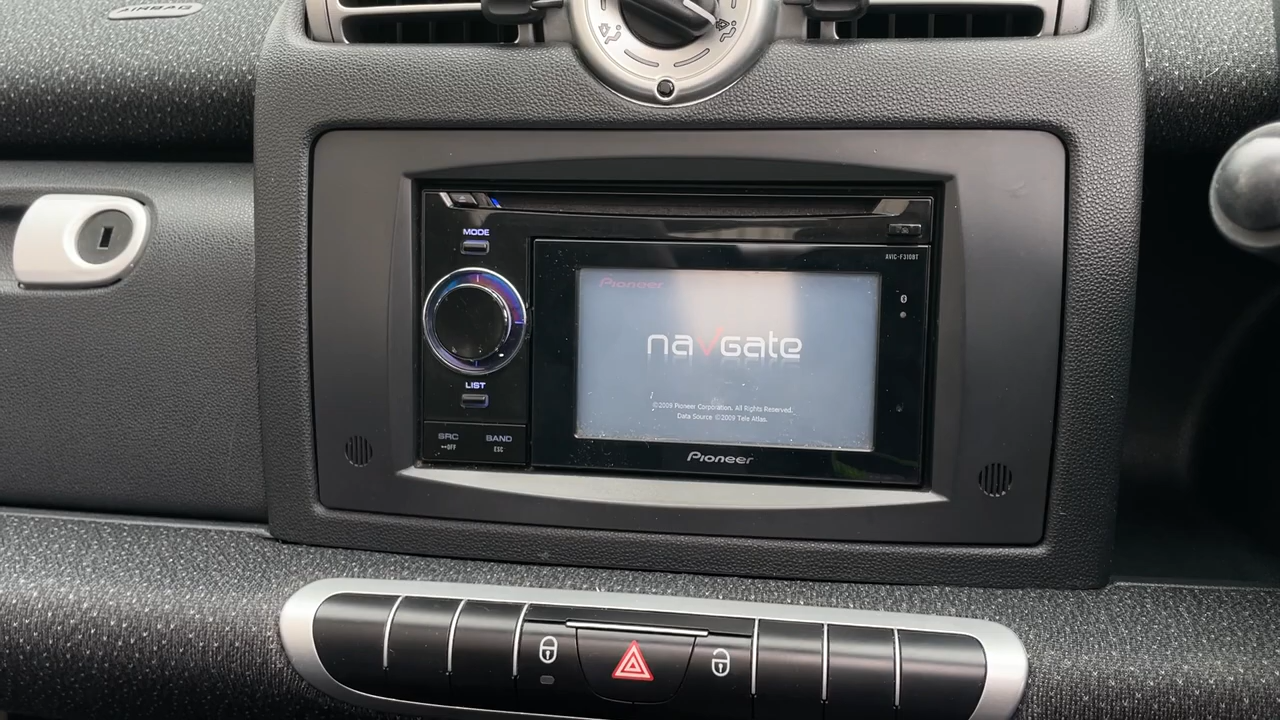 AIRBAG
MODE
AVIC-F310BT
Pioneer
navgate
LIST
©2009 Pioneer Corporation. All Rights Reserved.
Data Source ©2009 Tele Atlas.
SRC
OFF
BAND
ESC
Pioneer